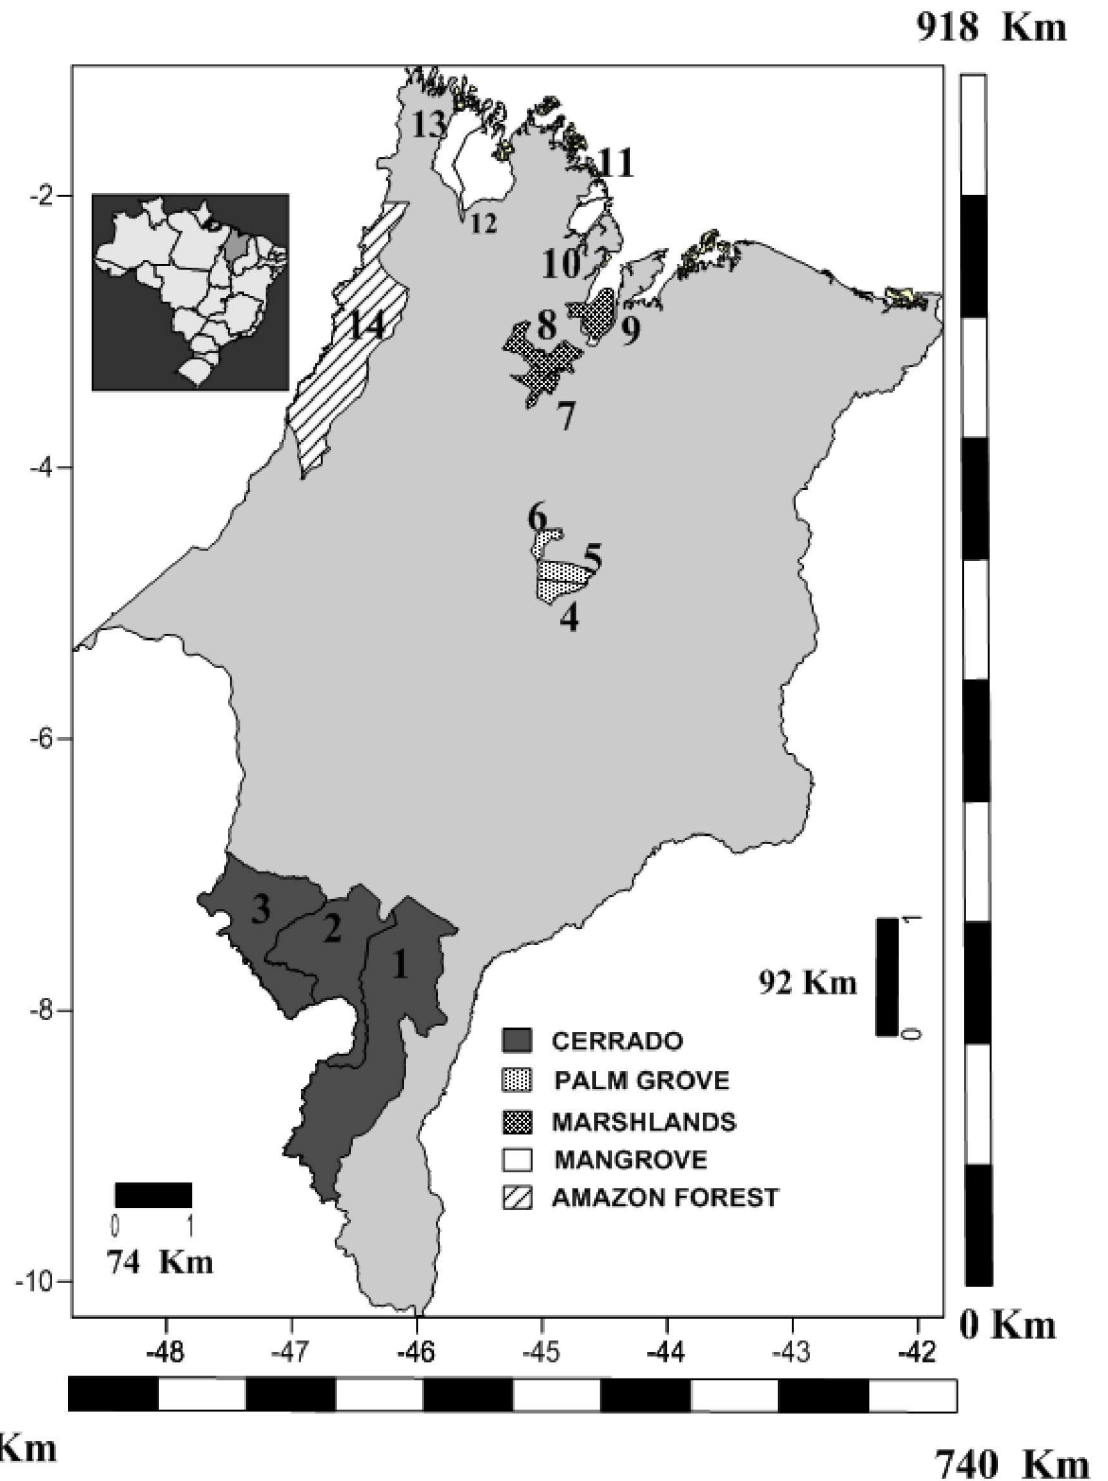 918 Km
13
11
-2
12
10
14
8
9
7
-4
6
5
4
-6
3
2
1
1
92 Km
0
-8
CERRADO
PALM GROVE
MARSHLANDS
MANGROVE
AMAZON FOREST
0 1
74 Km
-10
0 Km
-48 -47 -46 -45 -44 -43 -42
Km
740 Km